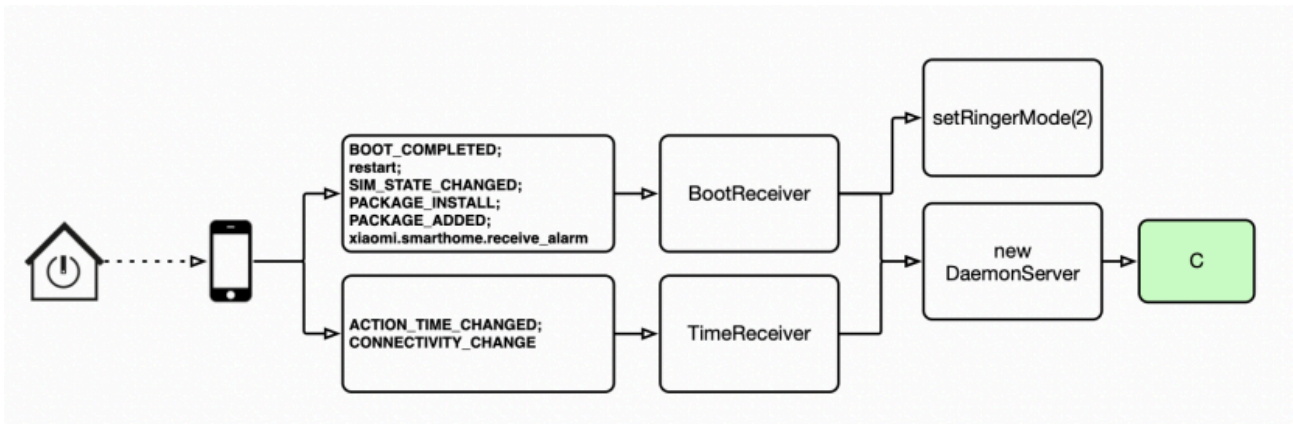 BOOT_COMPLETED;
restart;
SIM_STATE_CHANGED;
PACKAGE_INSTALL;
PACKAGE_ADDED;
xiaomi.smarthome.receive_alarm
BootReceiver
setRingerMode(2)
new
DaemonServer
C
ACTION_TIME_CHANGED;
CONNECTIVITY_CHANGE
TimeReceiver